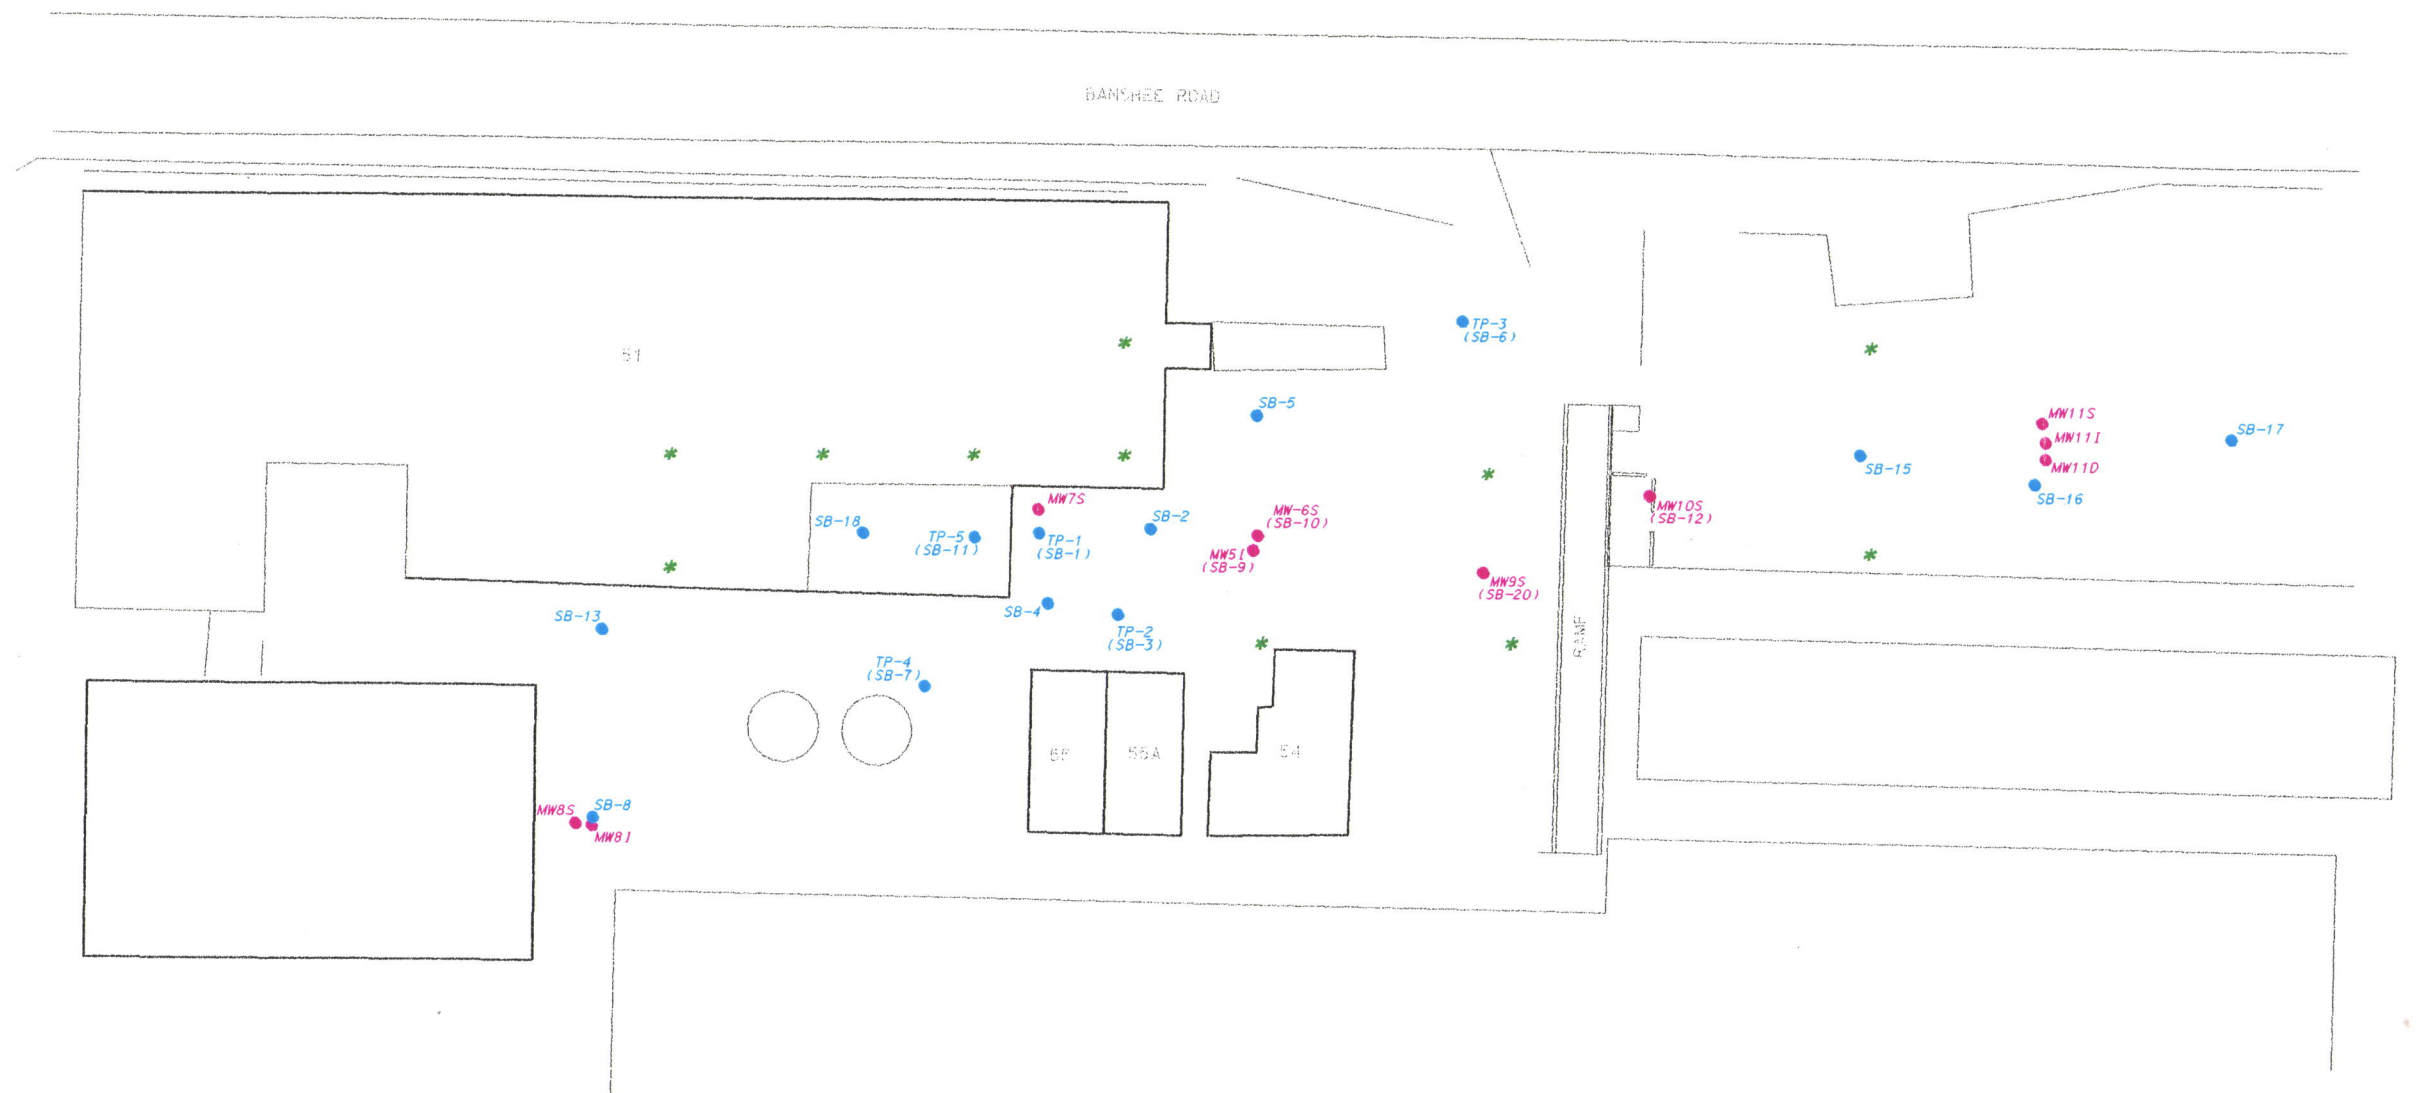 BANSHEE ROAD
TP-3
(SB-6)
51
SB-5
MW11S
SB-17
MW11I
SB-15
MW11D
SB-16
MW7S
MW-6S
(SB-10)
MW10S
(SB-12)
SB-18
TP-5
(SB-11)
TP-1
(SB-1)
SB-2
MW5I
(SB-9)
MW9S
(SB-20)
SB-13
SB-4
TP-2
(SB-3)
RAMP
TP-4
(SB-7)
55A
54
MW8S
SB-8
MW8I